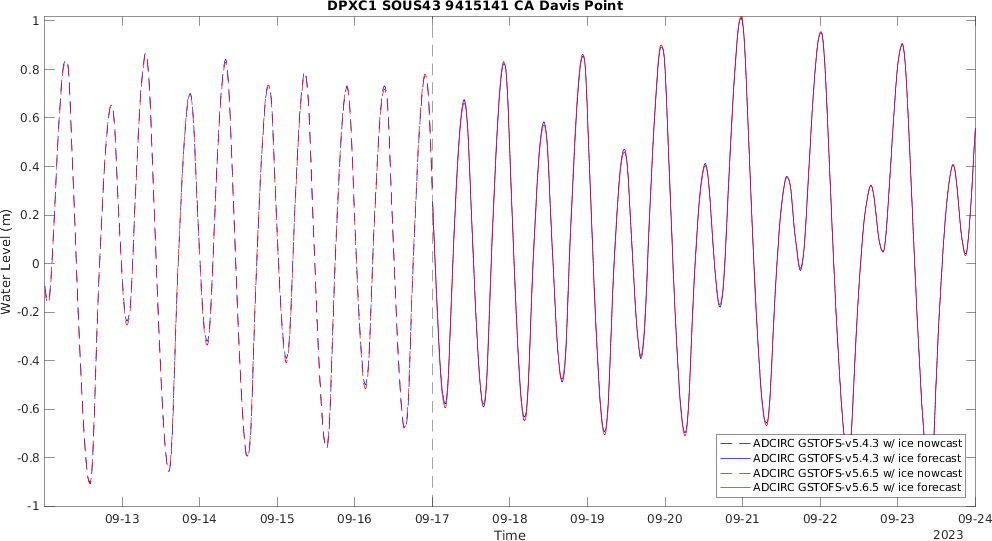 DPXC1 SOUS43 9415141 CA Davis Point
Water Level (m)
1
0.8
0.6
0.4
0.2
0
-0.2
-0.4
-0.6
-0.8
-1
09-13 09-14 09-15 09-16 09-17 09-18 09-19 09-20 09-21 09-22 09-23 09-24
Time
2023
ADCIRC GSTOFS-v5.4.3 w/ ice nowcast
ADCIRC GSTOFS-v5.4.3 w/ ice forecast
ADCIRC GSTOFS-v5.6.5 w/ ice nowcast
ADCIRC GSTOFS-v5.6.5 w/ ice forecast